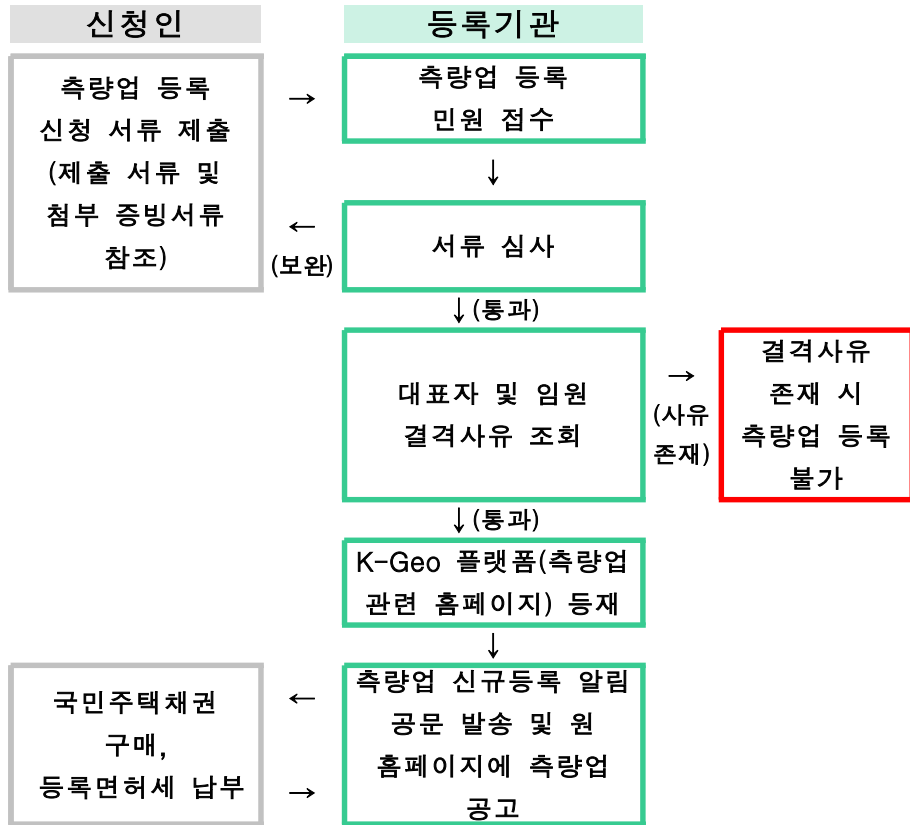 신청인
등록기관
측량업 등록
신청 서류 제출
(제출 서류 및
첨부 증빙서류
참조)
→
측량업 등록
민원 접수
↓
←
(보완)
서류 심사
↓(통과)
대표자 및 임원
결격사유 조회
→
(사유
존재)
결격사유
존재 시
측량업 등록
불가
↓(통과)
K-Geo 플랫폼(측량업
관련 홈페이지) 등재
↓
측량업 신규등록 알림
공문 발송 및 원
홈페이지에 측량업
공고
←
→
국민주택채권
구매,
등록면허세 납부